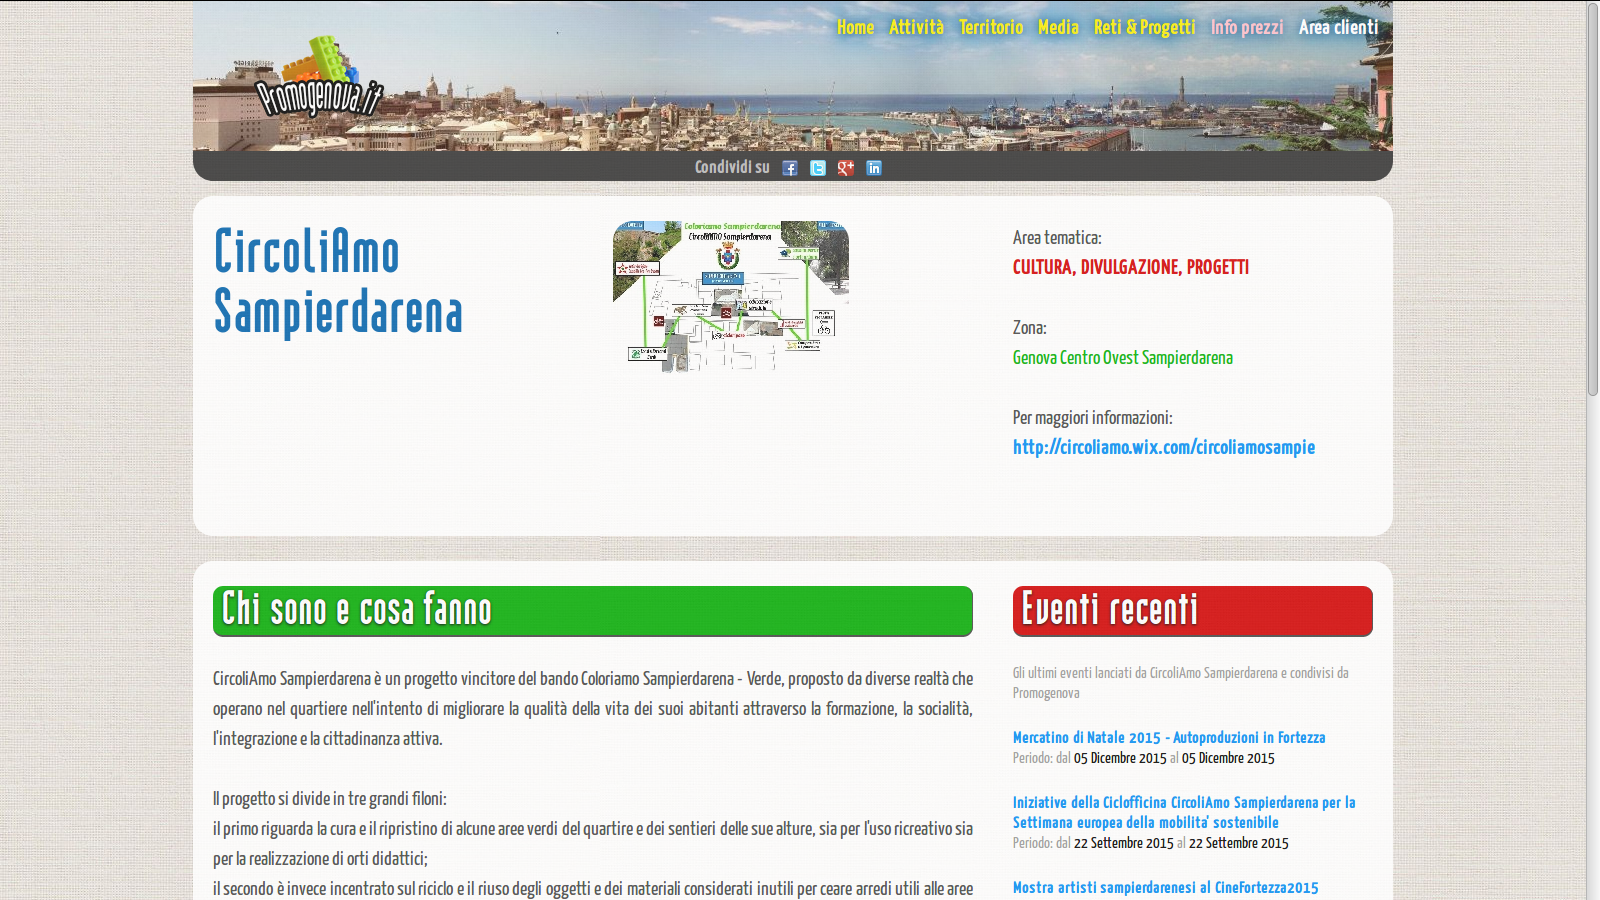 Home Attività Territorio Media Reti & Progetti Info prezzi Area clienti
Promogenova.it
Condividi su
CircoliAmo
Sampierdarena
Coloriamo Sampierdarena
CircoliAMO Sampierdarena
Area tematica:
CULTURA, DIVULGAZIONE, PROGETTI
Zona:
Genova Centro Ovest Sampierdarena
Per maggiori informazioni:
http://circoliamo.wix.com/circoliamosampie
Chi sono e cosa fanno
CircoliAmo Sampierdarena è un progetto vincitore del bando Coloriamo Sampierdarena - Verde, proposto da diverse realtà che
operano nel quartiere nell'intento di migliorare la qualità della vita dei suoi abitanti attraverso la formazione, la socialità,
l'integrazione e la cittadinanza attiva.
Il progetto si divide in tre grandi filoni:
il primo riguarda la cura e il ripristino di alcune aree verdi del quartire e dei sentieri delle sue alture, sia per l'uso ricreativo sia
per la realizzazione di orti didattici;
il secondo è invece incentrato sul riciclo e il riuso degli oggetti e dei materiali considerati inutili per ceare arredi utili alle aree
Eventi recenti
Gli ultimi eventi lanciati da CircoliAmo Sampierdarena e condivisi da
Promogenova
Mercatino di Natale 2015 - Autoproduzioni in Fortezza
Periodo: dal 05 Dicembre 2015 al 05 Dicembre 2015
Iniziative della Ciclofficina CircoliAmo Sampierdarena per la
Settimana europea della mobilita' sostenibile
Periodo: dal 22 Settembre 2015 al 22 Settembre 2015
Mostra artisti sampierdarenesi al CineFortezza2015